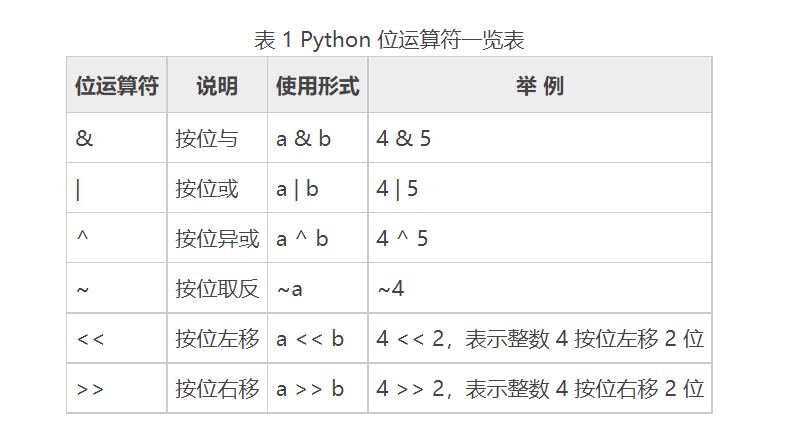 表 1 Python 位运算符一览表
位运算符 说明 使用形式 举 例
& 按位与 a & b 4 & 5
| 按位或 a | b 4 | 5
^ 按位异或 a ^ b 4 ^ 5
~ 按位取反 ~a ~4
<< 按位左移 a << b 4 << 2，表示整数 4 按位左移 2 位
>> 按位右移 a >> b 4 >> 2，表示整数 4 按位右移 2 位